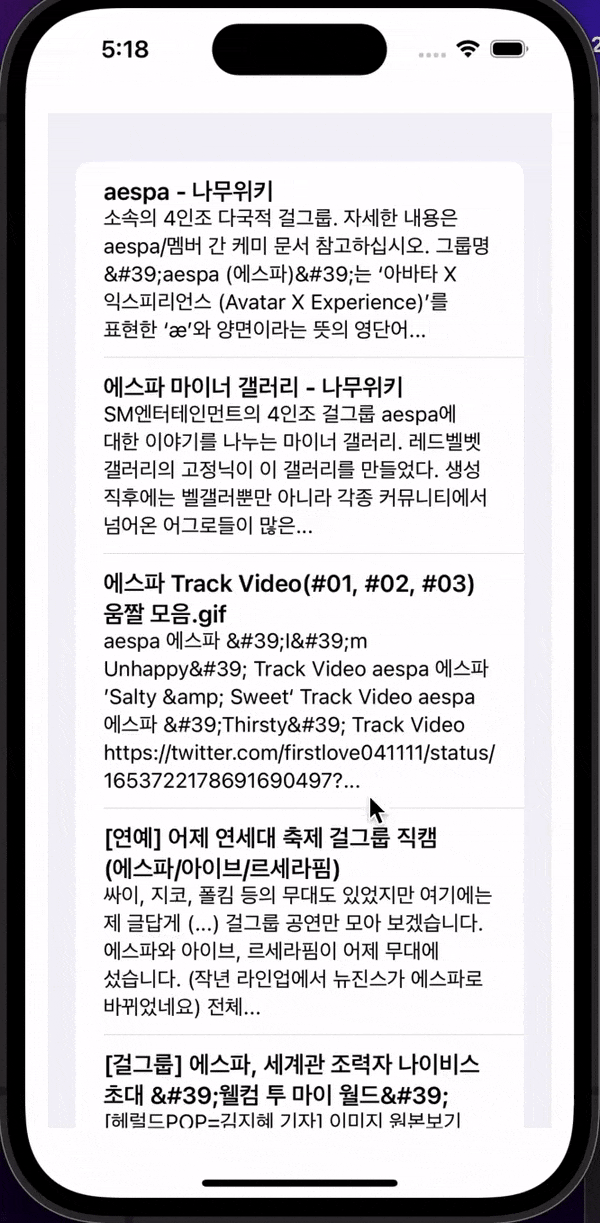 5:18
aespa - 나무위키
소속의 4인조 다국적 걸그룹. 자세한 내용은
aespa/멤버 간 케미 문서 참고하십시오. 그룹명
&#39;aespa (에스파)&#39;는 ‘아바타 X
익스피리언스 (Avatar X Experience)’를
표현한 ‘æ’와 양면이라는 뜻의 영단어...
에스파 마이너 갤러리 - 나무위키
SM엔터테인먼트의 4인조 걸그룹 aespa에
대한 이야기를 나누는 마이너 갤러리. 레드벨벳
갤러리의 고정닉이 이 갤러리를 만들었다. 생성
직후에는 벨갤러뿐만 아니라 각종 커뮤니티에서
넘어온 어그로들이 많은...
에스파 Track Video(#01, #02, #03)
움짤 모음.gif
aespa 에스파 &#39;I&#39;m
Unhappy&#39; Track Video aespa 에스파
’Salty &amp; Sweet‘ Track Video aespa
에스파 &#39;Thirsty&#39; Track Video
https://twitter.com/firstlove041111/status/
1653722178691690497?...
[연예] 어제 연세대 축제 걸그룹 직캠
(에스파/아이브/르세라핌)
싸이, 지코, 폴킴 등의 무대도 있었지만 여기에는
제 글답게 (...) 걸그룹 공연만 모아 보겠습니다.
에스파와 아이브, 르세라핌이 어제 무대에
섰습니다. (작년 라인업에서 뉴진스가 에스파로
바뀌었네요) 전체...
[걸그룹] 에스파, 세계관 조력자 나이비스
초대 &#39;웰컴 투 마이 월드&#39;
[헤럴드POP=김지혜 기자] 이미지 원본보기